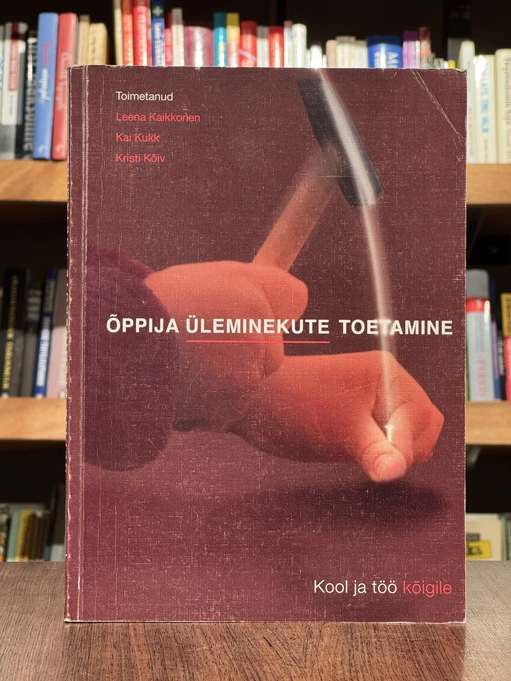 Toimetanud
Leena Kaikkonen
Kai Kukk
Kristi Kõiv
ÕPPIJA ÜLEMINEKUTE TOETAMINE
Kool ja töö kõigile